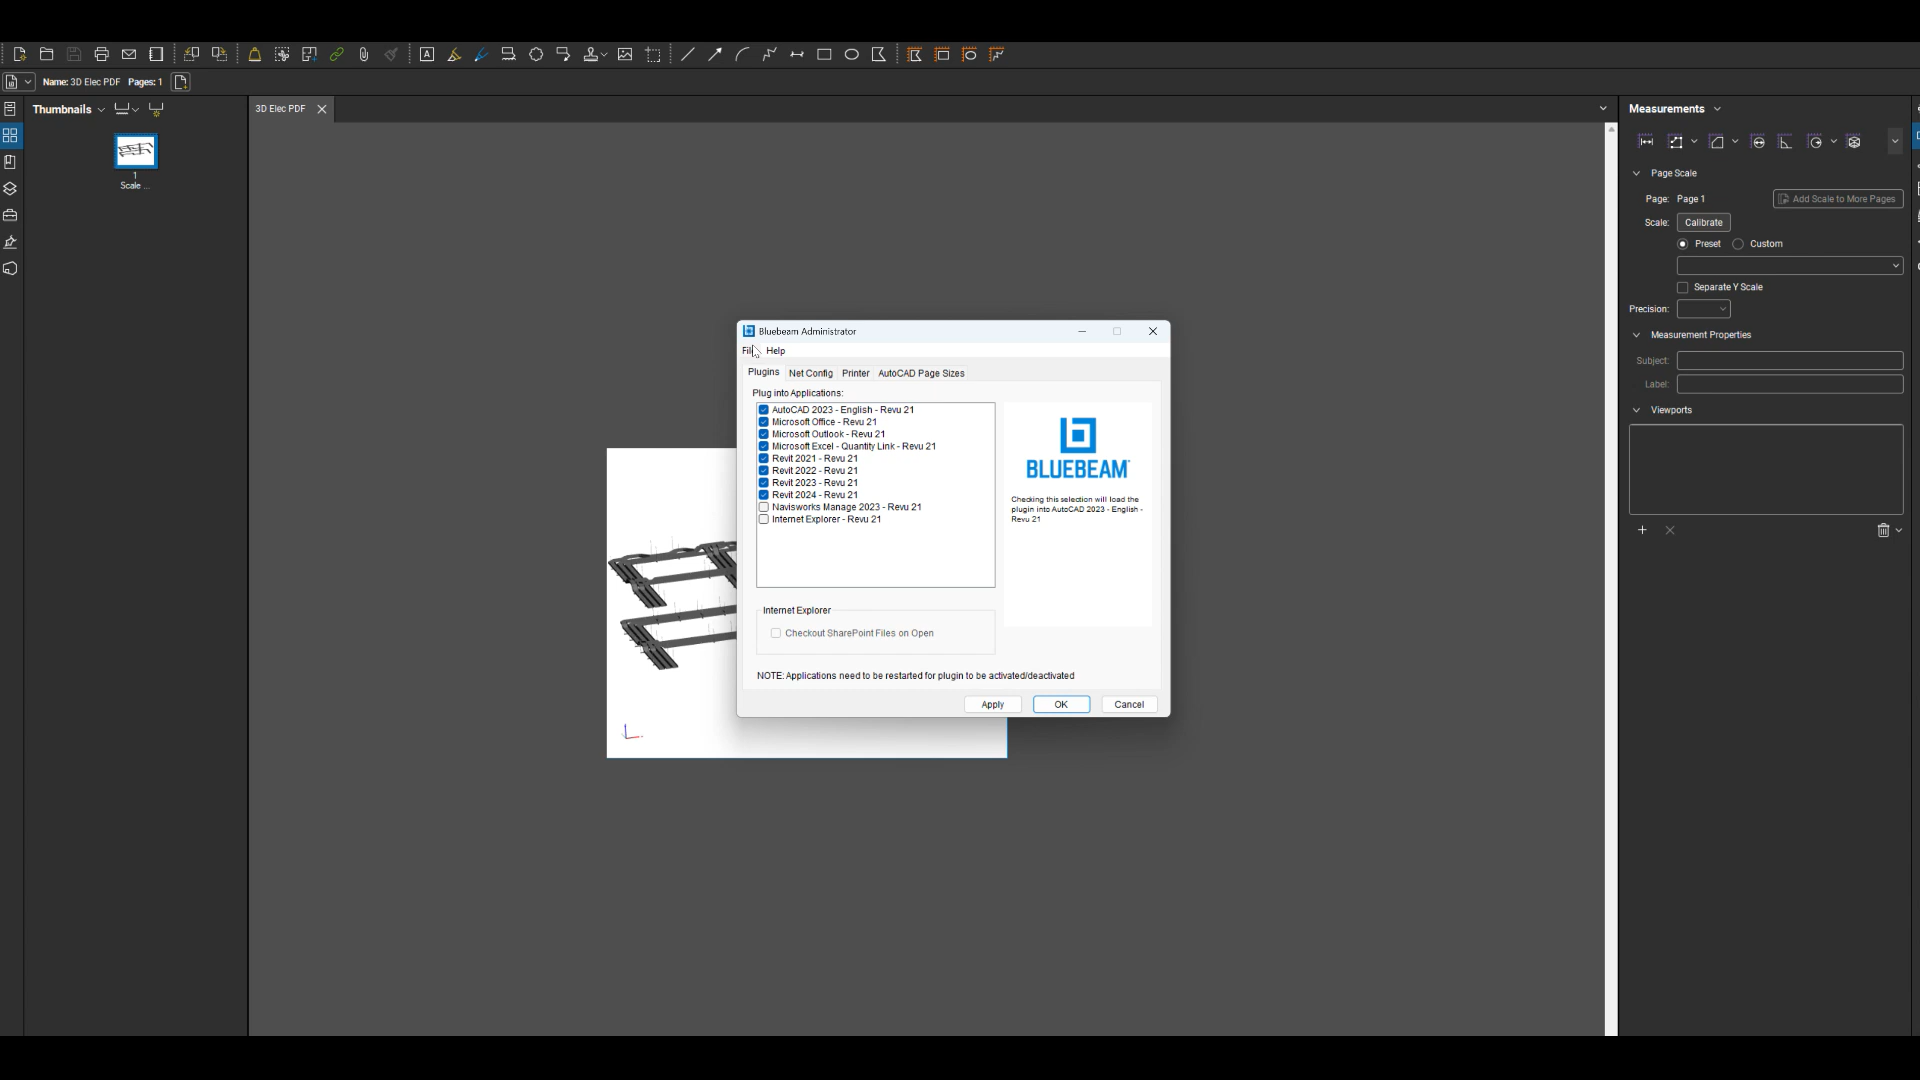 Name: 3D Elec PDF Pages: 1
Thumbnails
1
Scale ...
3D Elec PDF
Bluebeam Administrator
Help
Plugins Net Config Printer AutoCAD Page Sizes
Plug into Applications:
AutoCAD 2023 - English - Revu 21
Microsoft Office - Revu 21
Microsoft Outlook - Revu 21
Microsoft Excel - Quantity Link - Revu 21
Revit 2021 - Revu 21
Revit 2022 - Revu 21
Revit 2023 - Revu 21
Revit 2024 - Revu 21
Navisworks Manage 2023 - Revu 21
Internet Explorer - Revu 21
BLUEBEAM
Checking this selection will load the
plugin into AutoCAD 2023 - English -
Revu 21
Internet Explorer
Checkout SharePoint Files on Open
NOTE: Applications need to be restarted for plugin to be activated/deactivated
Apply OK Cancel
Measurements
Page Scale
Page: Page 1 Add Scale to More Pages
Scale: Calibrate
Preset Custom
Separate Y Scale
Precision:
Measurement Properties
Subject:
Label:
Viewports